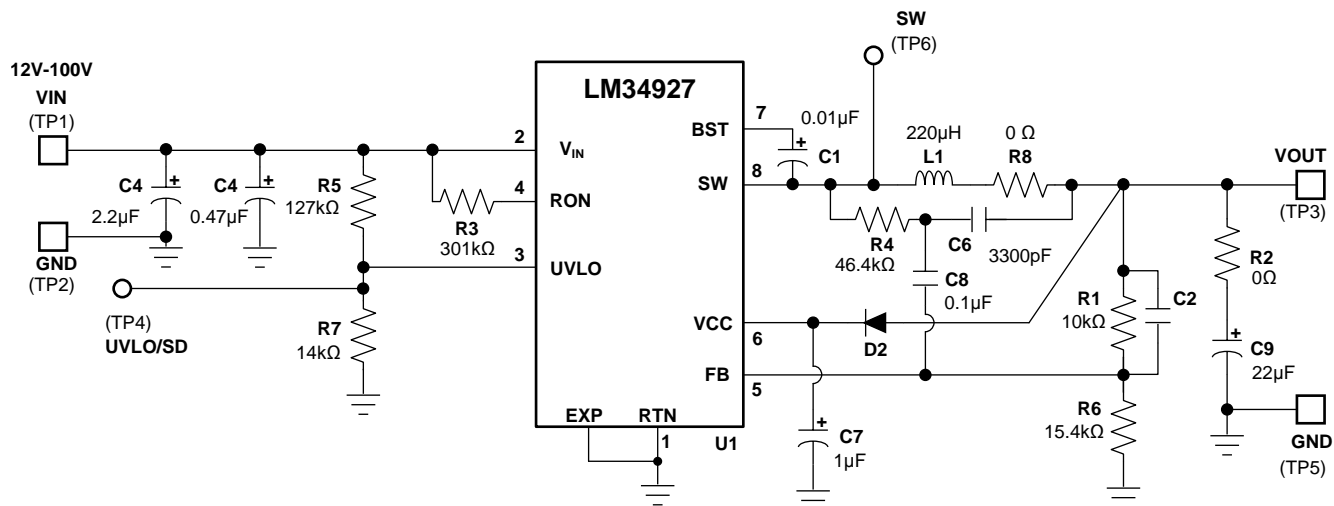 SW
(TP6)
12V-100V
VIN
(TP1)
LM34927
7
0.01µF
BST
+
C1
220µH
L1
0 Ω
R8
VOUT
(TP3)
2
VIN
8
SW
+
C4
2.2µF
+
C4
0.47µF
R5
127kΩ
4
RON
R3
301kΩ
R4
46.4kΩ
C6
3300pF
GND
(TP2)
3
UVLO
C8
0.1µF
R2
0Ω
(TP4)
UVLO/SD
R7
14kΩ
VCC
6
D2
R1
10kΩ
C2
+
C9
22µF
FB
5
EXP
RTN
1
U1
+
C7
1µF
R6
15.4kΩ
GND
(TP5)